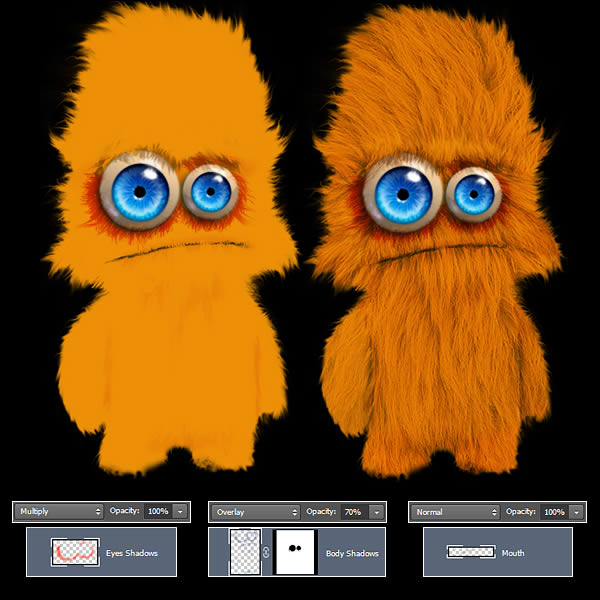 Multiply Opacity: 100%
Overlay Opacity: 70%
Normal Opacity: 100%
Eyes Shadows
Body Shadows
Mouth